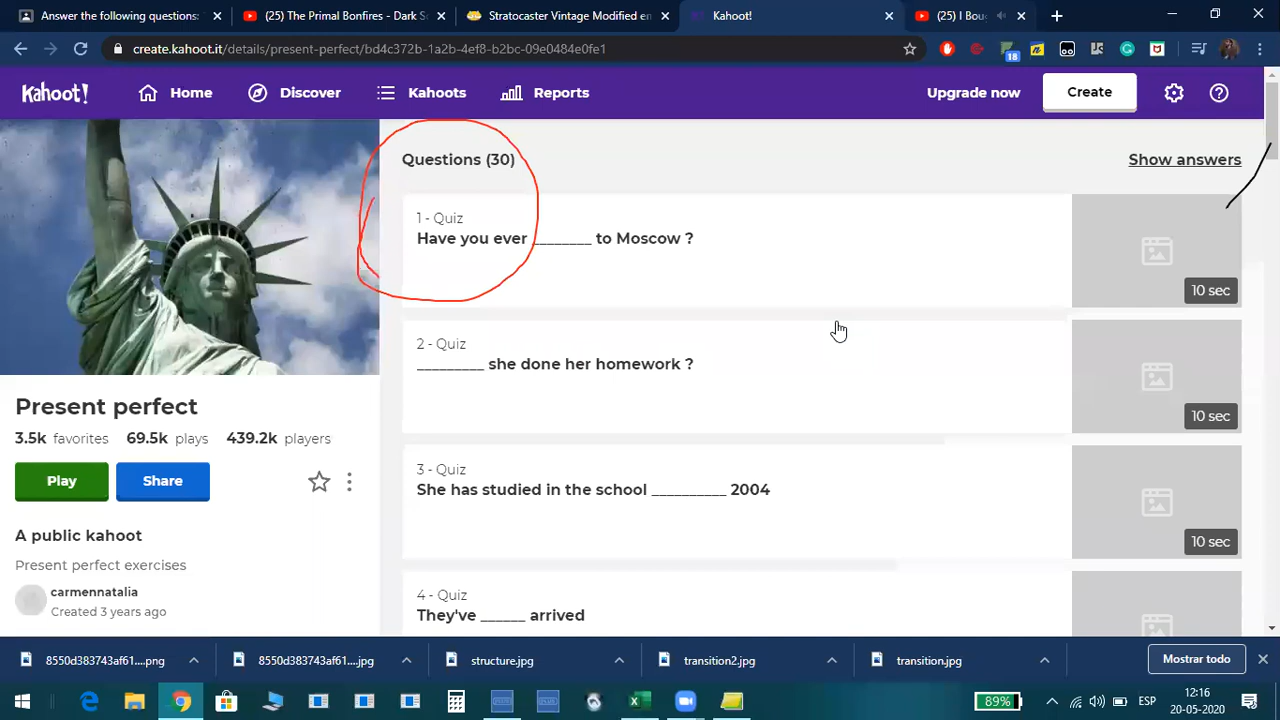 Answer the following questions:
(25) The Primal Bonfires - Dark So
Stratocaster Vintage Modified em
Kahoot!
(25) I Boug
create.kahoot.it/details/present-perfect/bd4c372b-1a2b-4ef8-b2bc-09e0484e0fe1
18
Kahoot!
Home
Discover
Kahoots
Reports
Upgrade now
Create
Questions (30)
Show answers
1 - Quiz
Have you ever ________ to Moscow ?
10 sec
2 - Quiz
_________ she done her homework ?
10 sec
3 - Quiz
She has studied in the school __________ 2004
10 sec
4 - Quiz
They've ______ arrived
Present perfect
3.5k favorites 69.5k plays 439.2k players
Play
Share
A public kahoot
Present perfect exercises
carmennatalia
Created 3 years ago
8550d383743af61....png
8550d383743af61....jpg
structure.jpg
transition2.jpg
transition.jpg
Mostrar todo
89%
ESP
12:16
20-05-2020